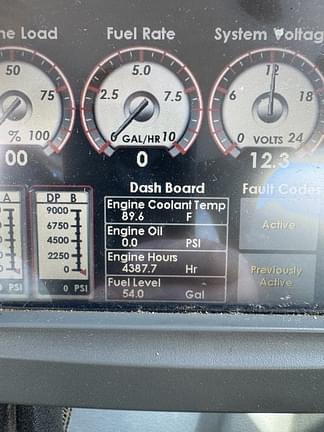 ne Load
Fuel Rate
System Voltag
50
75
%
100
00
5.0
2.5
7.5
0
GAL/HR
10
0
12
6
18
0
VOLTS
24
12.3
A
PSI
DP B
9000
6750
4500
2250
0
0 PSI
Dash Board
Engine Coolant Temp
89.6 F
Engine Oil
0.0 PSI
Engine Hours
4387.7 Hr
Fuel Level
54.0 Gal
Fault Codes
Active
Previously
Active